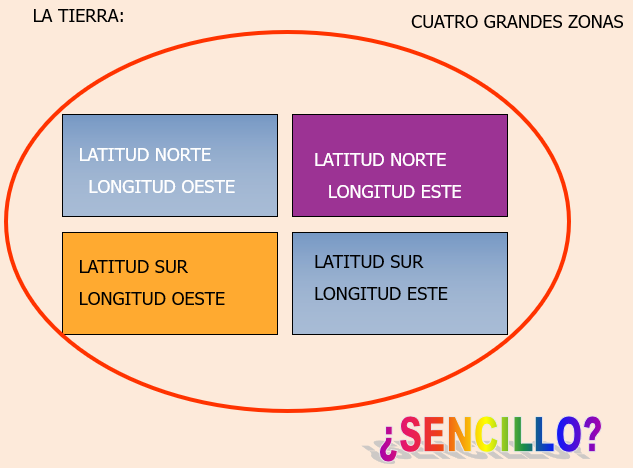 LA TIERRA:
CUATRO GRANDES ZONAS
LATITUD NORTE
LONGITUD OESTE
LATITUD NORTE
LONGITUD ESTE
LATITUD SUR
LONGITUD OESTE
LATITUD SUR
LONGITUD ESTE
¿SENCILLO?